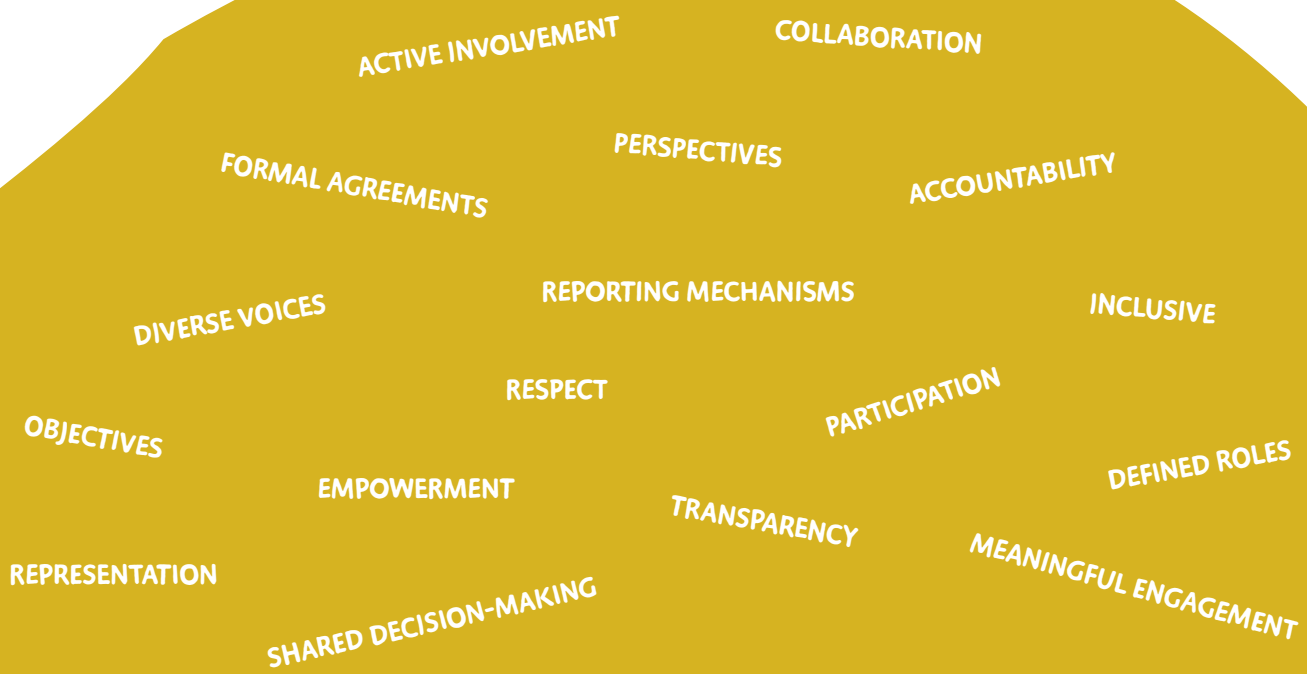 ACTIVE INVOLVEMENT
COLLABORATION
PERSPECTIVES
FORMAL AGREEMENTS
ACCOUNTABILITY
REPORTING MECHANISMS
DIVERSE VOICES
INCLUSIVE
RESPECT
PARTICIPATION
OBJECTIVES
DEFINED ROLES
EMPOWERMENT
TRANSPARENCY
MEANINGFUL ENGAGEMENT
REPRESENTATION
SHARED DECISION-MAKING